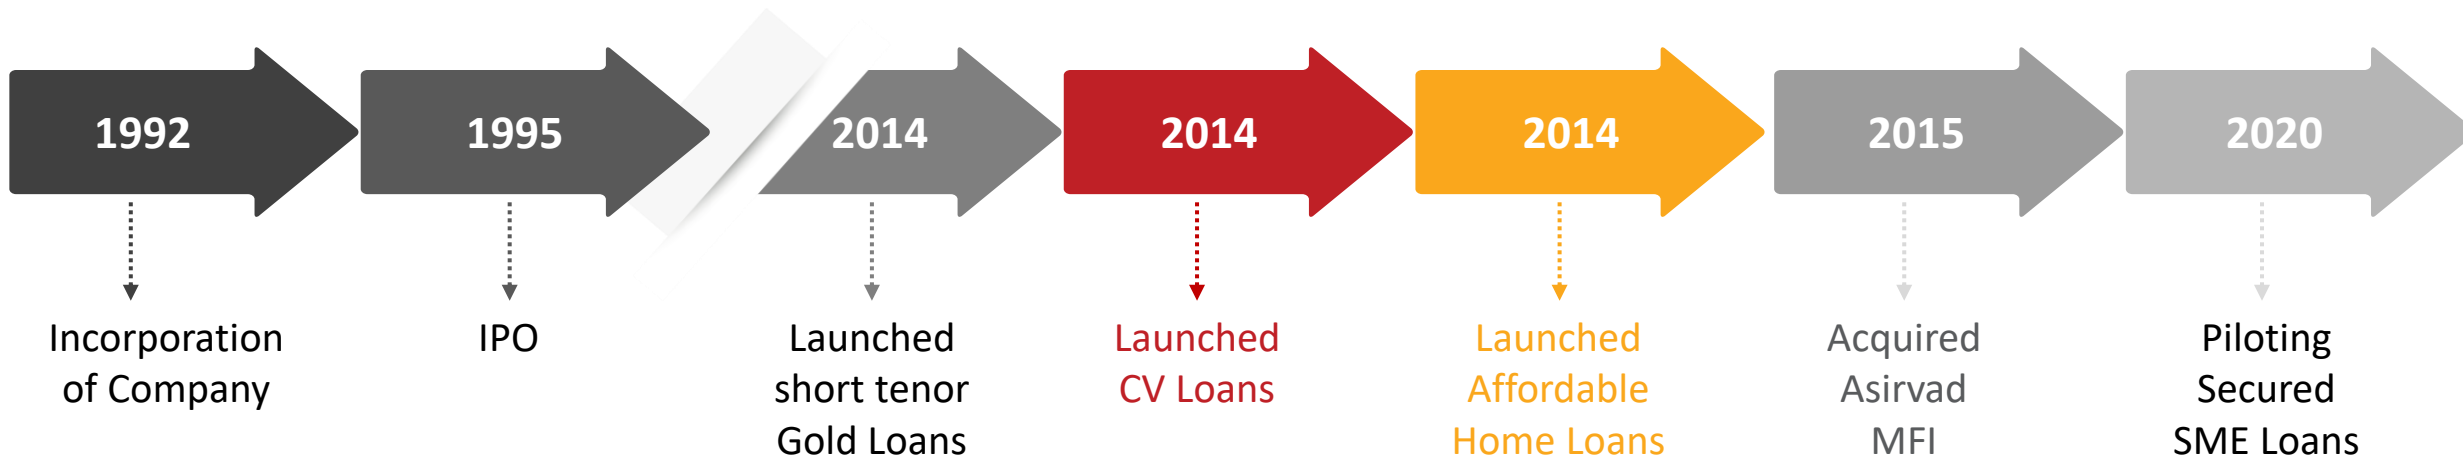 1992
1995
2014
2014
2014
2015
2020
Incorporation
of Company
IPO
Launched
short tenor
Gold Loans
Launched
CV Loans
Launched
Affordable
Home Loans
Acquired
Asirvad
MFI
Piloting
Secured
SME Loans